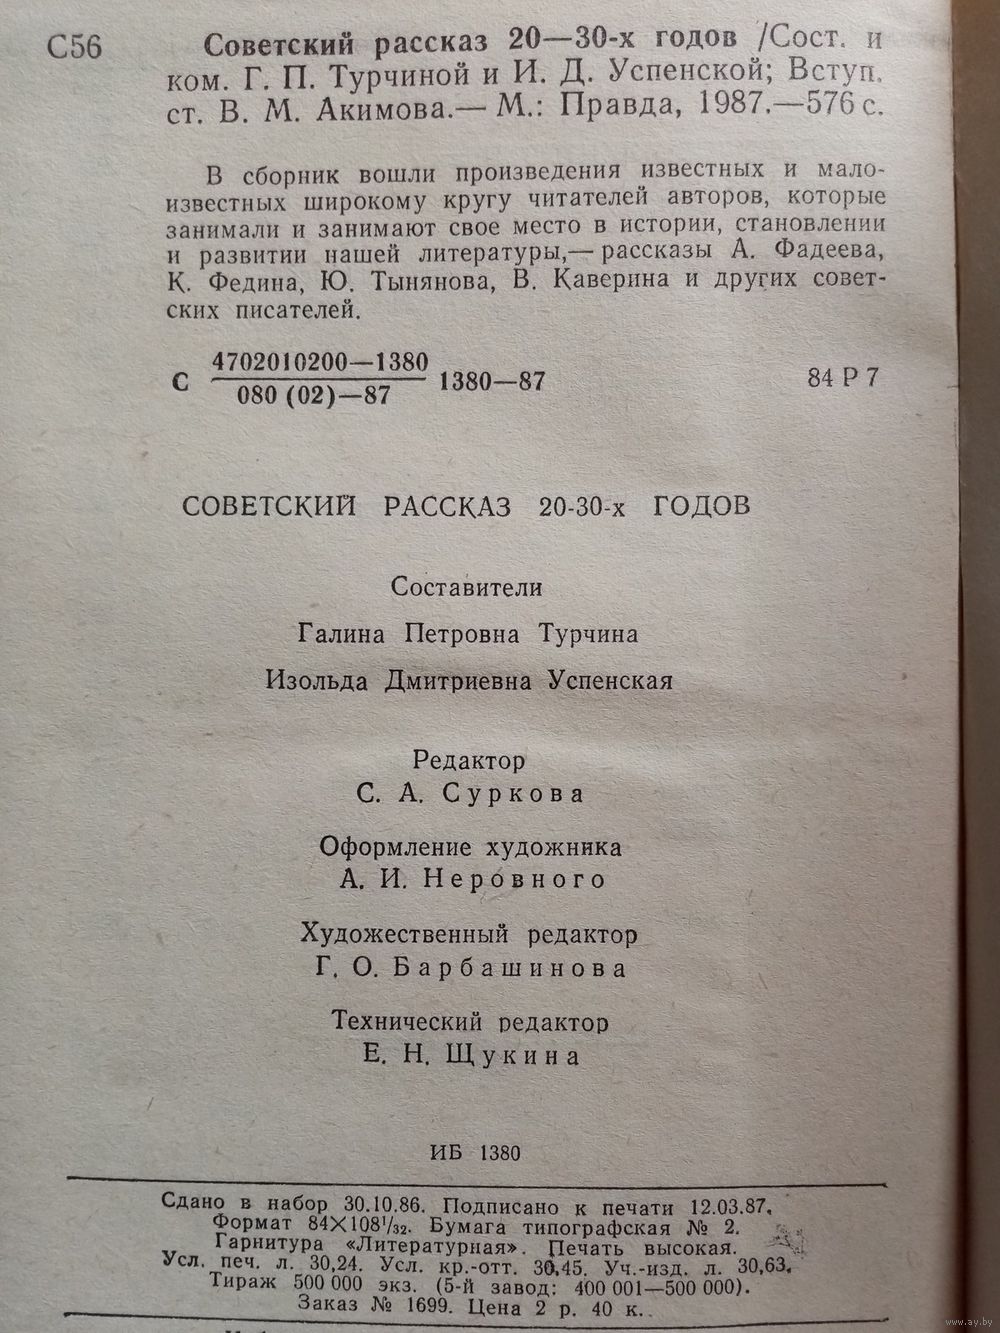 С56 Советский рассказ 20—30-х годов /Сост. и
ком. Г. П. Турчиной и И. Д. Успенской; Вступ.
ст. В. М. Акимова.— М.: Правда, 1987.—576 с.
В сборник вошли произведения известных и мало-
известных широкому кругу читателей авторов, которые
занимали и занимают свое место в истории, становлении
и развитии нашей литературы,— рассказы А. Фадеева,
К. Федина, Ю. Тынянова, В. Каверина и других совет-
ских писателей.
4702010200—1380
С 1380—87 84 Р 7
080 (02)—87
СОВЕТСКИЙ РАССКАЗ 20-30-х ГОДОВ
Составители
Галина Петровна Турчина
Изольда Дмитриевна Успенская
Редактор
С. А. Суркова
Оформление художника
А. И. Неровного
Художественный редактор
Г. О. Барбашинова
Технический редактор
Е. Н. Щукина
ИБ 1380
Сдано в набор 30.10.86. Подписано к печати 12.03.87.
Формат 84×108¹/₃₂. Бумага типографская № 2.
Гарнитура «Литературная». Печать высокая.
Усл. печ. л. 30,24. Усл. кр.-отт. 30,45. Уч.-изд. л. 30,63.
Тираж 500 000 экз. (5-й завод: 400 001—500 000).
Заказ № 1699. Цена 2 р. 40 к.
www.ay.by